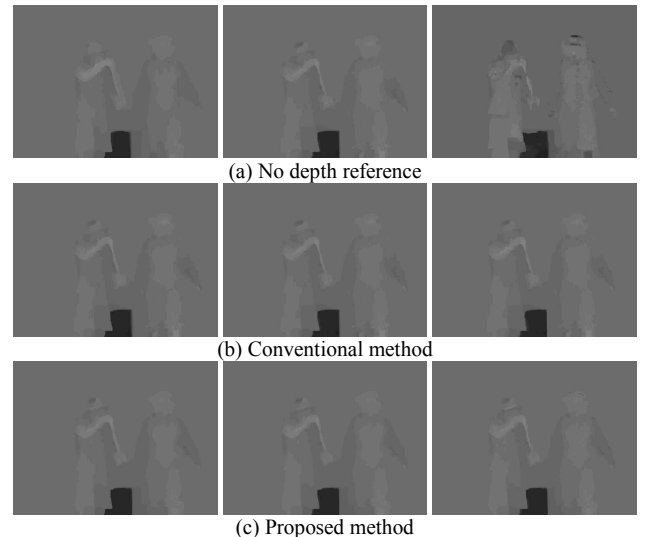 (a) No depth reference
(b) Conventional method
(c) Proposed method